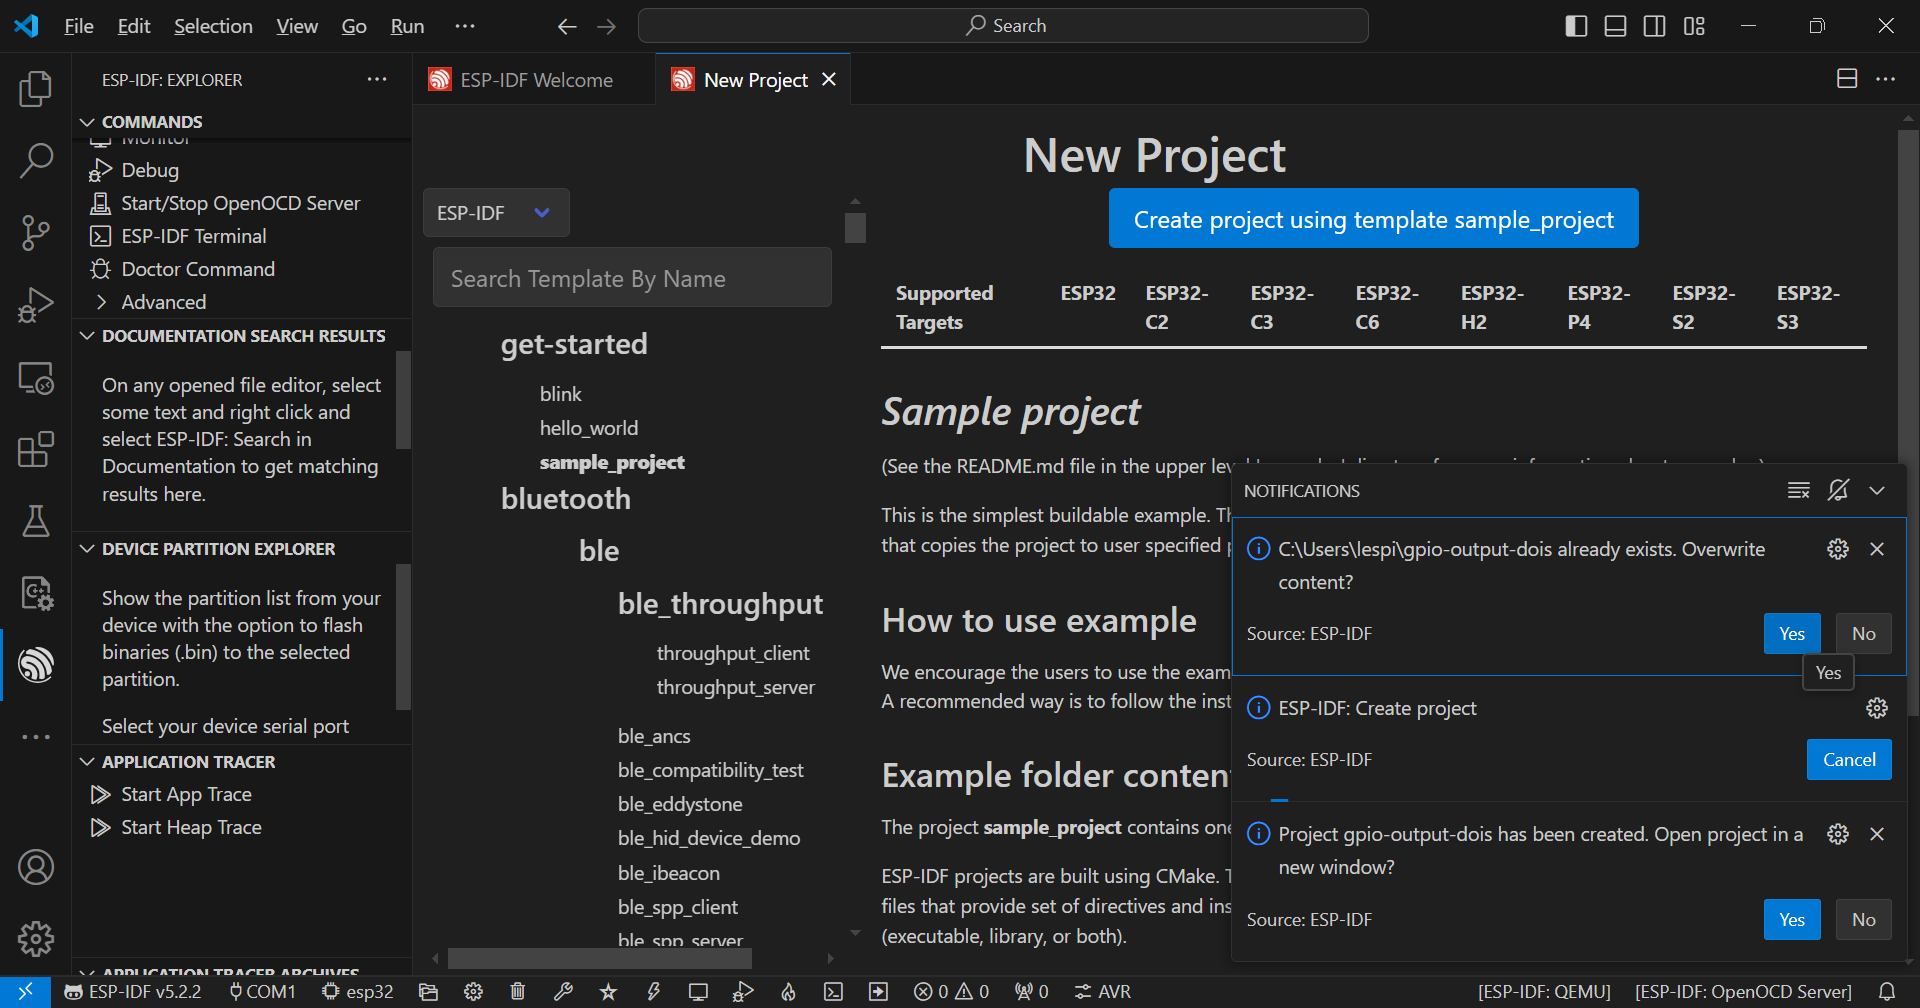 File Edit Selection View Go Run ···
Search
ESP-IDF: EXPLORER
ESP-IDF Welcome
New Project
COMMANDS
Monitor
Debug
Start/Stop OpenOCD Server
ESP-IDF Terminal
Doctor Command
Advanced
DOCUMENTATION SEARCH RESULTS
On any opened file editor, select
some text and right click and
select ESP-IDF: Search in
Documentation to get matching
results here.
DEVICE PARTITION EXPLORER
Show the partition list from your
device with the option to flash
binaries (.bin) to the selected
partition.
Select your device serial port
APPLICATION TRACER
Start App Trace
Start Heap Trace
APPLICATION TRACER ARCHIVES
ESP-IDF
Search Template By Name
get-started
blink
hello_world
sample_project
bluetooth
ble
ble_throughput
throughput_client
throughput_server
ble_ancs
ble_compatibility_test
ble_eddystone
ble_hid_device_demo
ble_ibeacon
ble_spp_client
ble_spp_server
New Project
Create project using template sample_project
Supported Targets ESP32 ESP32-C2 ESP32-C3 ESP32-C6 ESP32-H2 ESP32-P4 ESP32-S2 ESP32-S3
Sample project
(See the README.md file in the upper
This is the simplest buildable example.
that copies the project to user specified
How to use example
We encourage the users to use the exam
A recommended way is to follow the inst
Example folder conten
The project sample_project contains one
ESP-IDF projects are built using CMake.
files that provide set of directives and ins
(executable, library, or both).
NOTIFICATIONS
C:\Users\lespi\gpio-output-dois already exists. Overwrite
content?
Source: ESP-IDF
Yes No
Yes
ESP-IDF: Create project
Source: ESP-IDF
Cancel
Project gpio-output-dois has been created. Open project in a
new window?
Source: ESP-IDF
Yes No
ESP-IDF v5.2.2 COM1 esp32 0 0 0 AVR [ESP-IDF: QEMU] [ESP-IDF: OpenOCD Server]